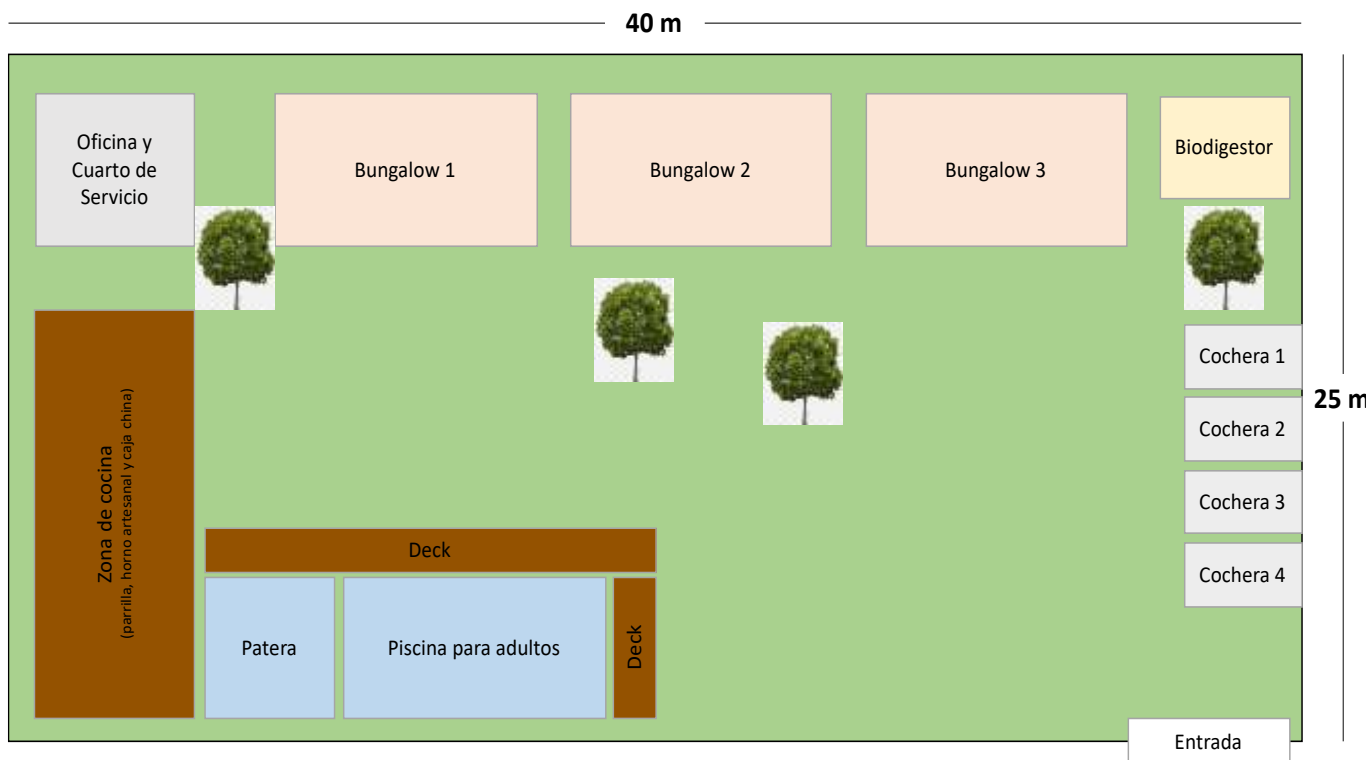 40 m
Oficina y
Cuarto de
Servicio
Bungalow 1
Bungalow 2
Bungalow 3
Biodigestor
Cochera 1
25 m
Cochera 2
Cochera 3
Cochera 4
Zona de cocina
(parrilla, horno artesanal y caja china)
Deck
Patera
Piscina para adultos
Deck
Entrada